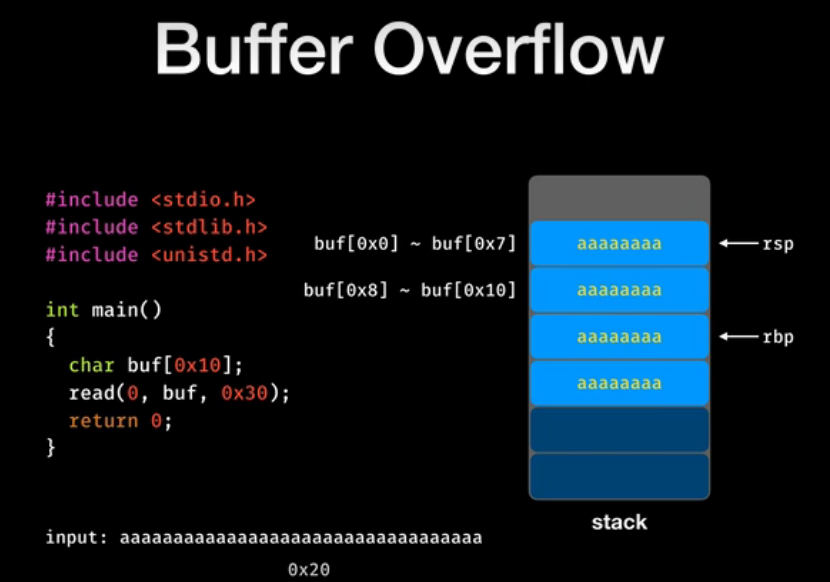 Buffer Overflow
#include <stdio.h>
#include <stdlib.h>
#include <unistd.h>
int main()
{
  char buf[0x10];
  read(0, buf, 0x30);
  return 0;
}
buf[0x0] ~ buf[0x7] aaaaaaaa rsp
buf[0x8] ~ buf[0x10] aaaaaaaa
aaaaaaaa rbp
aaaaaaaa
stack
input: aaaaaaaaaaaaaaaaaaaaaaaaaaaaaaaaaa
0x20